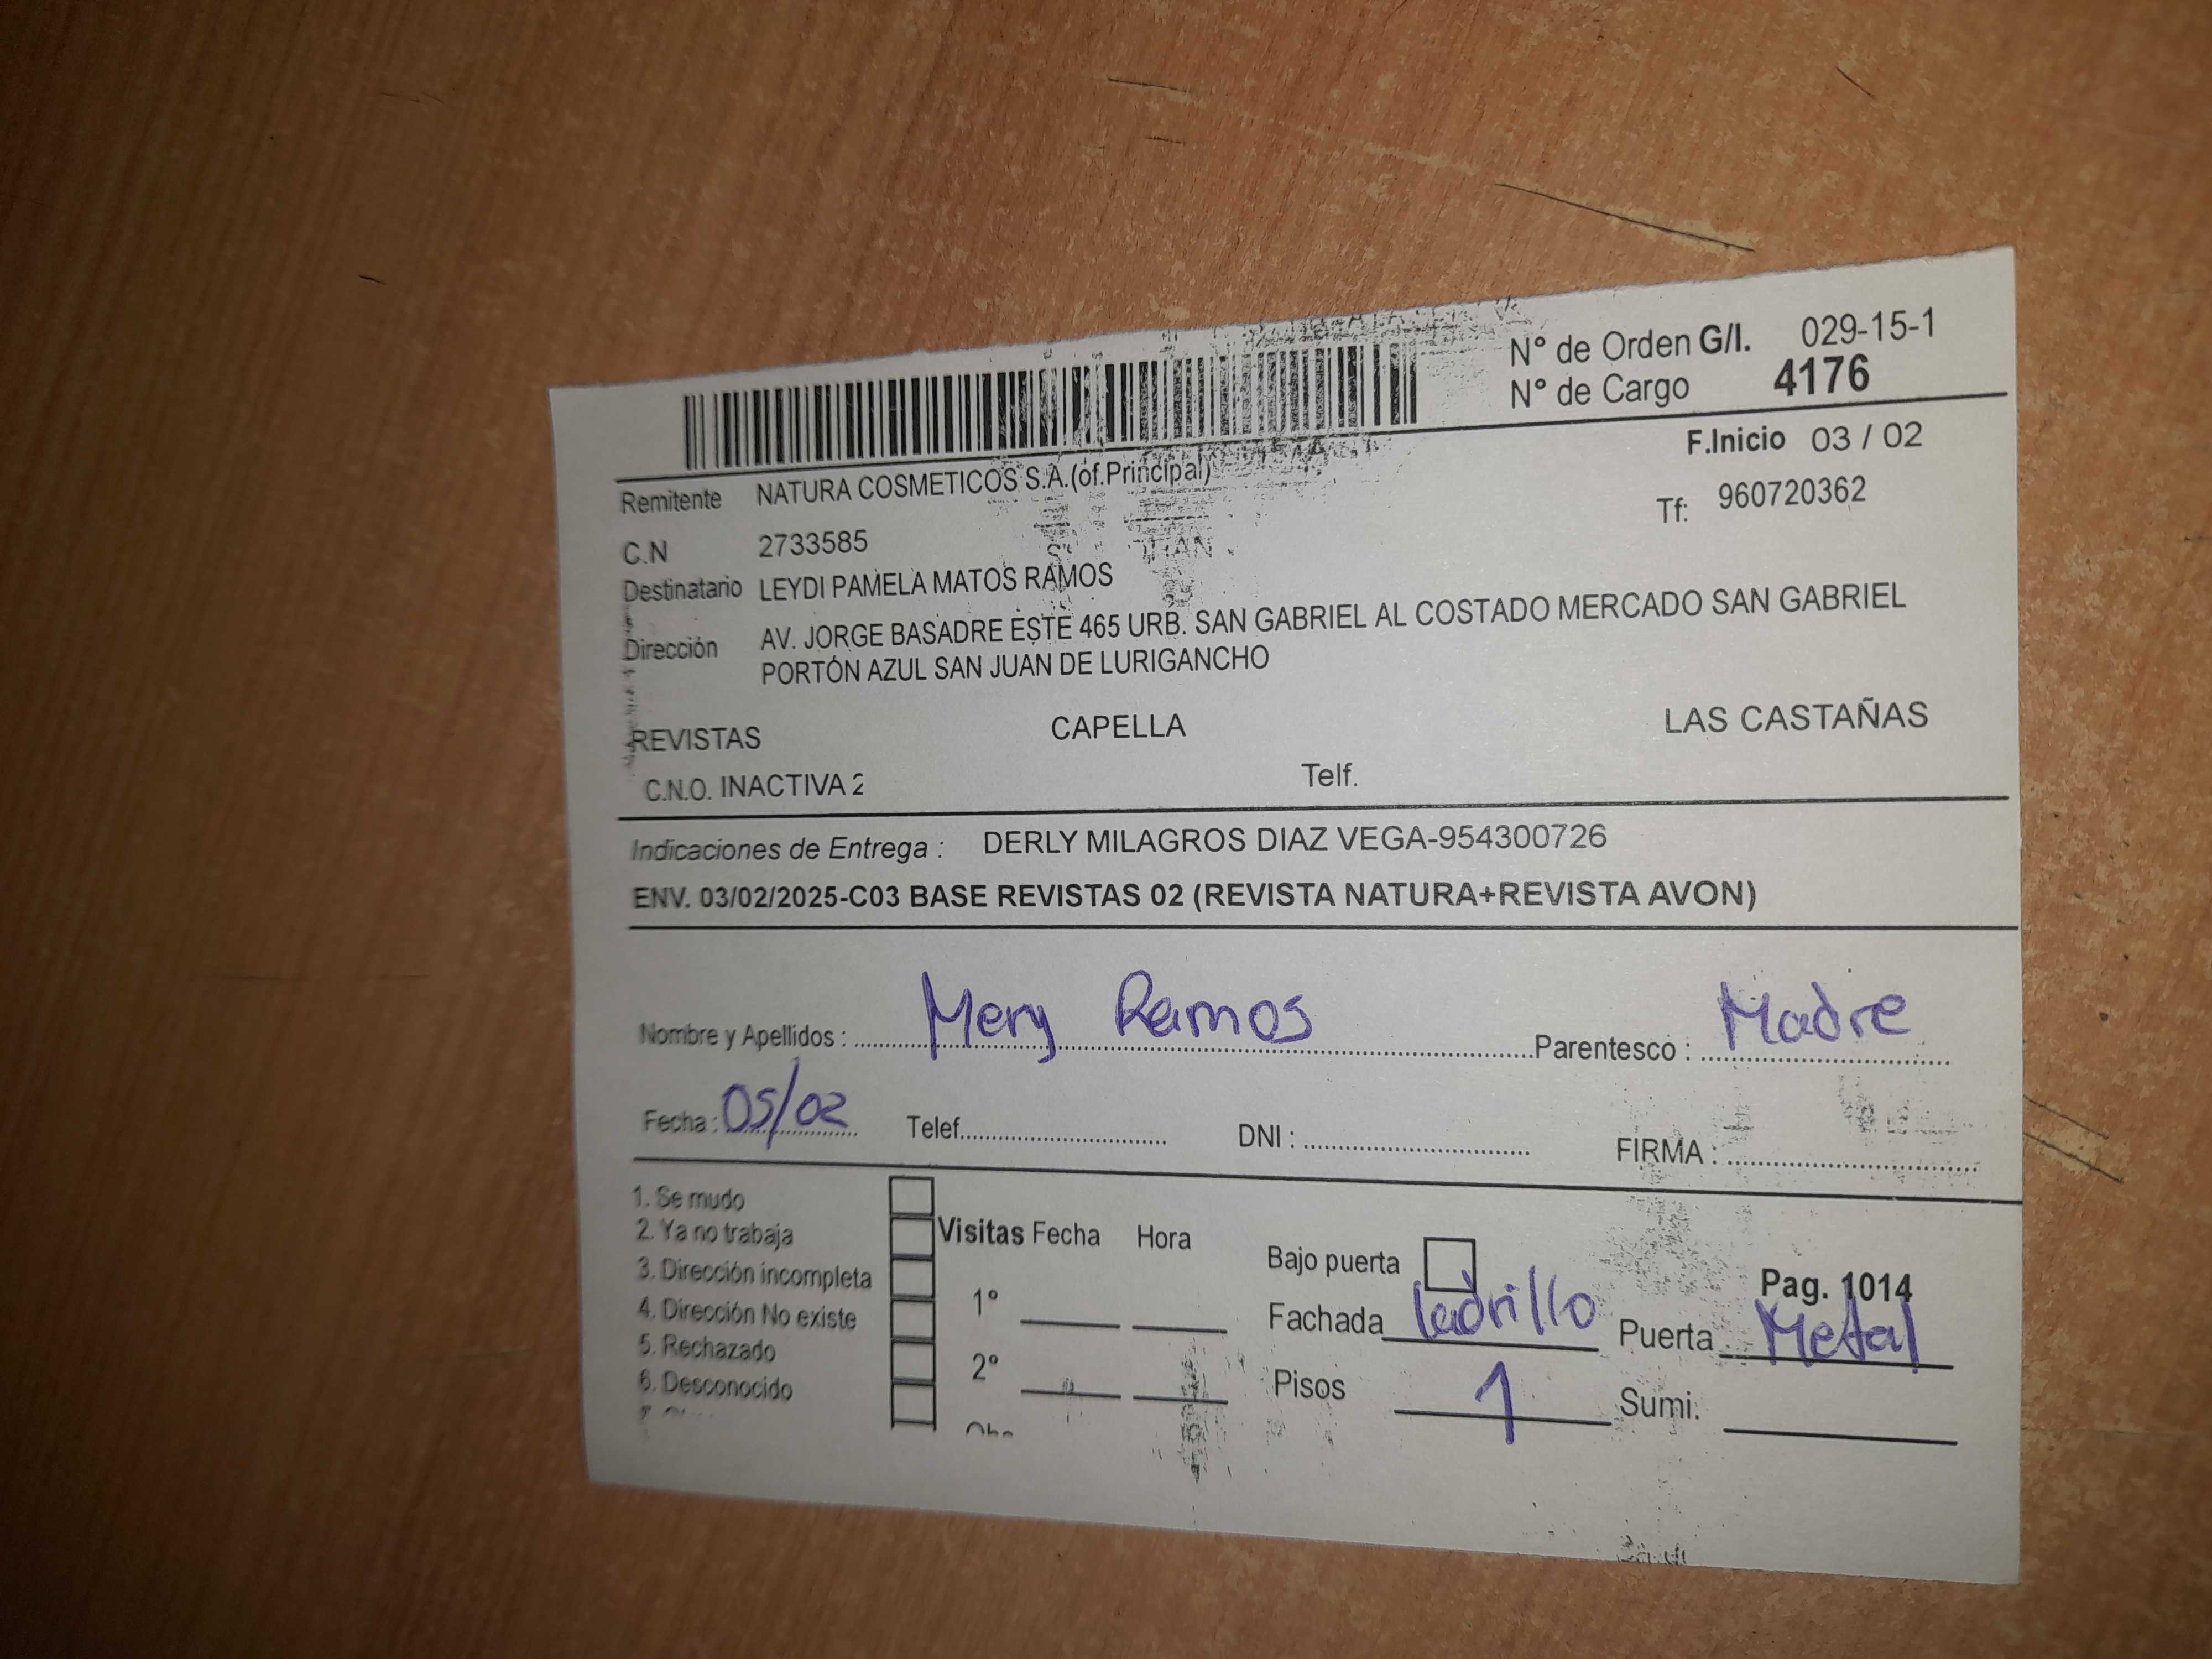 N° de Orden G/I. 029-15-1
N° de Cargo 4176
F.Inicio 03 / 02
Remitente NATURA COSMETICOS S.A.(of.Principal)
Tf: 960720362
C.N 2733585
Destinatario LEYDI PAMELA MATOS RAMOS
Dirección AV. JORGE BASADRE ESTE 465 URB. SAN GABRIEL AL COSTADO MERCADO SAN GABRIEL
PORTÓN AZUL SAN JUAN DE LURIGANCHO
REVISTAS CAPELLA LAS CASTAÑAS
C.N.O. INACTIVA 2 Telf.
Indicaciones de Entrega : DERLY MILAGROS DIAZ VEGA-954300726
ENV. 03/02/2025-C03 BASE REVISTAS 02 (REVISTA NATURA+REVISTA AVON)
Nombre y Apellidos : Mery Ramos Parentesco : Madre
Fecha : 05/02 Telef. DNI : FIRMA :
1. Se mudo
2. Ya no trabaja
3. Dirección incompleta
4. Dirección No existe
5. Rechazado
6. Desconocido
Visitas Fecha Hora
1°
2°
Bajo puerta
Pag. 1014
Fachada ladrillo Puerta Metal
Pisos 1 Sumi.